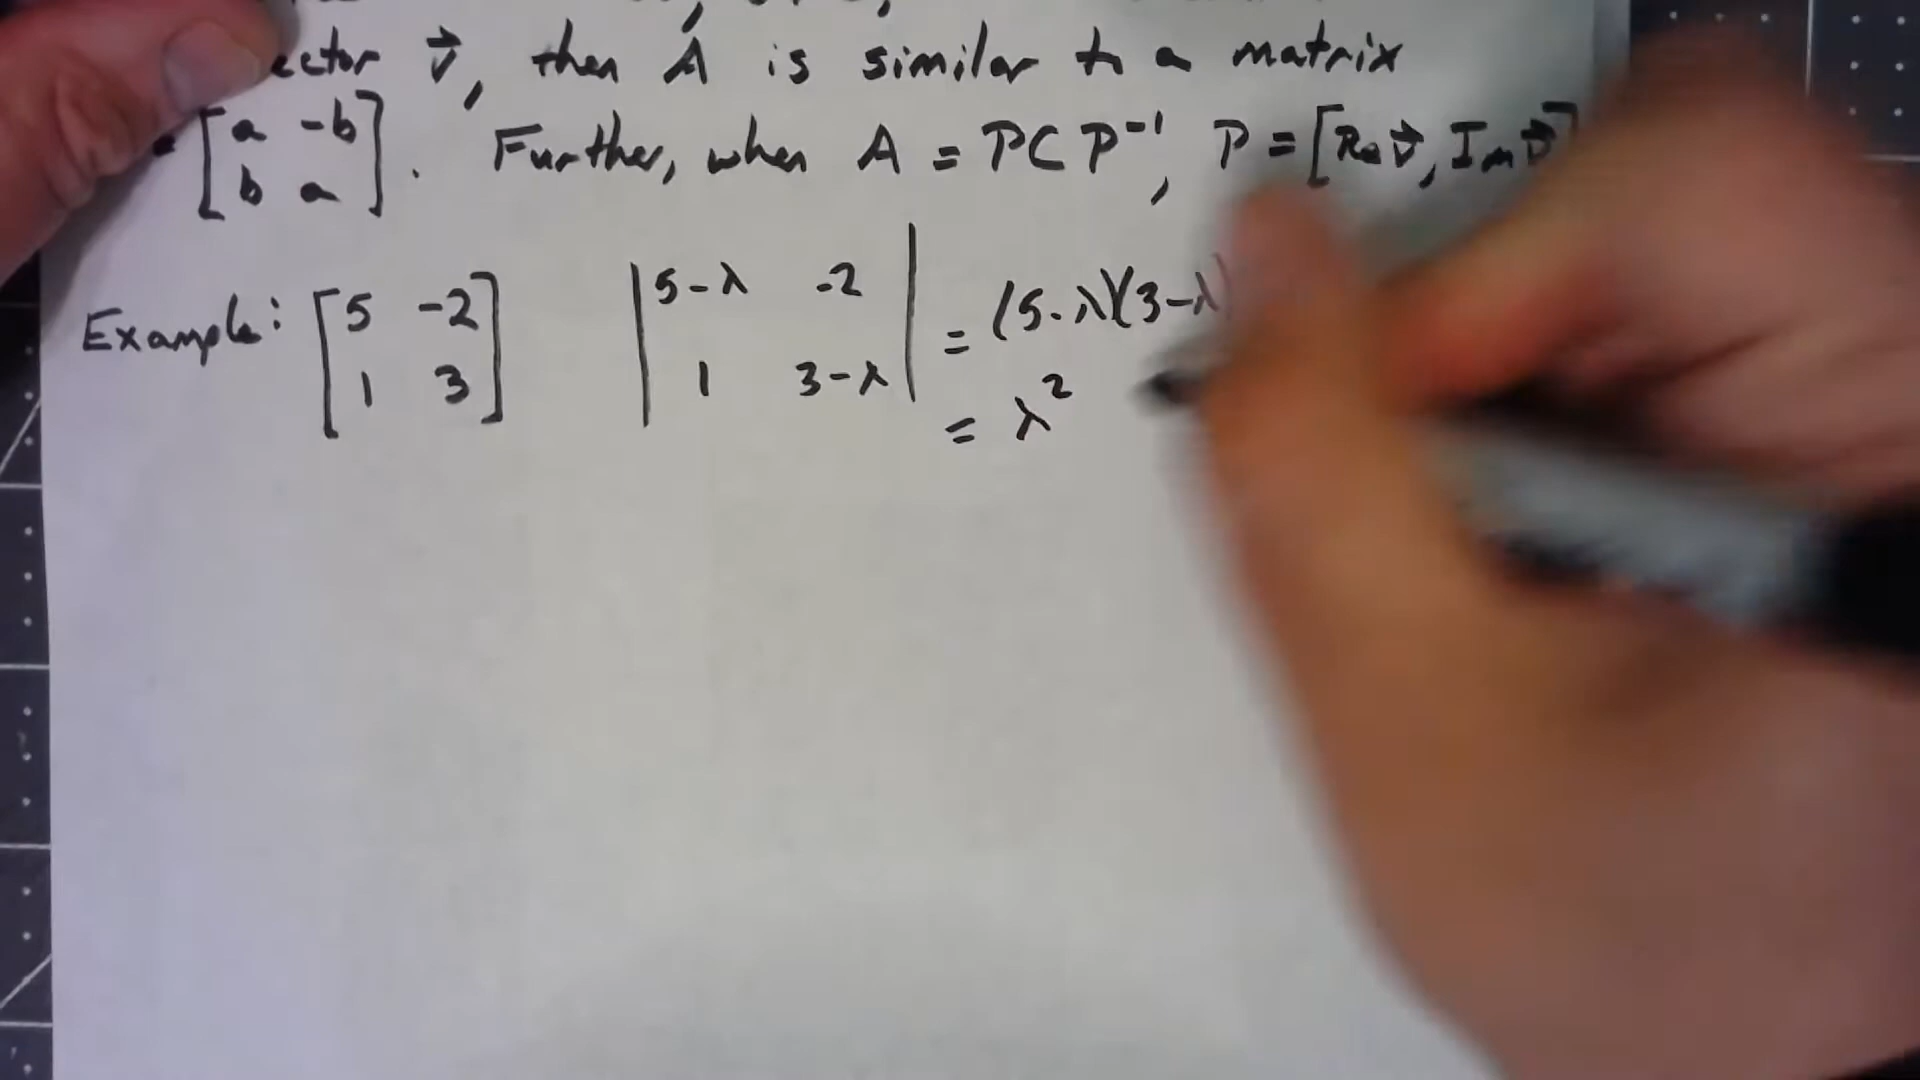 ector v⃗, then A is similar to a matrix
[a -b; b a]. Further, when A = PCP⁻¹, P = [Re v⃗, Im v⃗]
Example: [5 -2; 1 3] |5-λ -2; 1 3-λ| = (5-λ)(3-λ)
= λ²